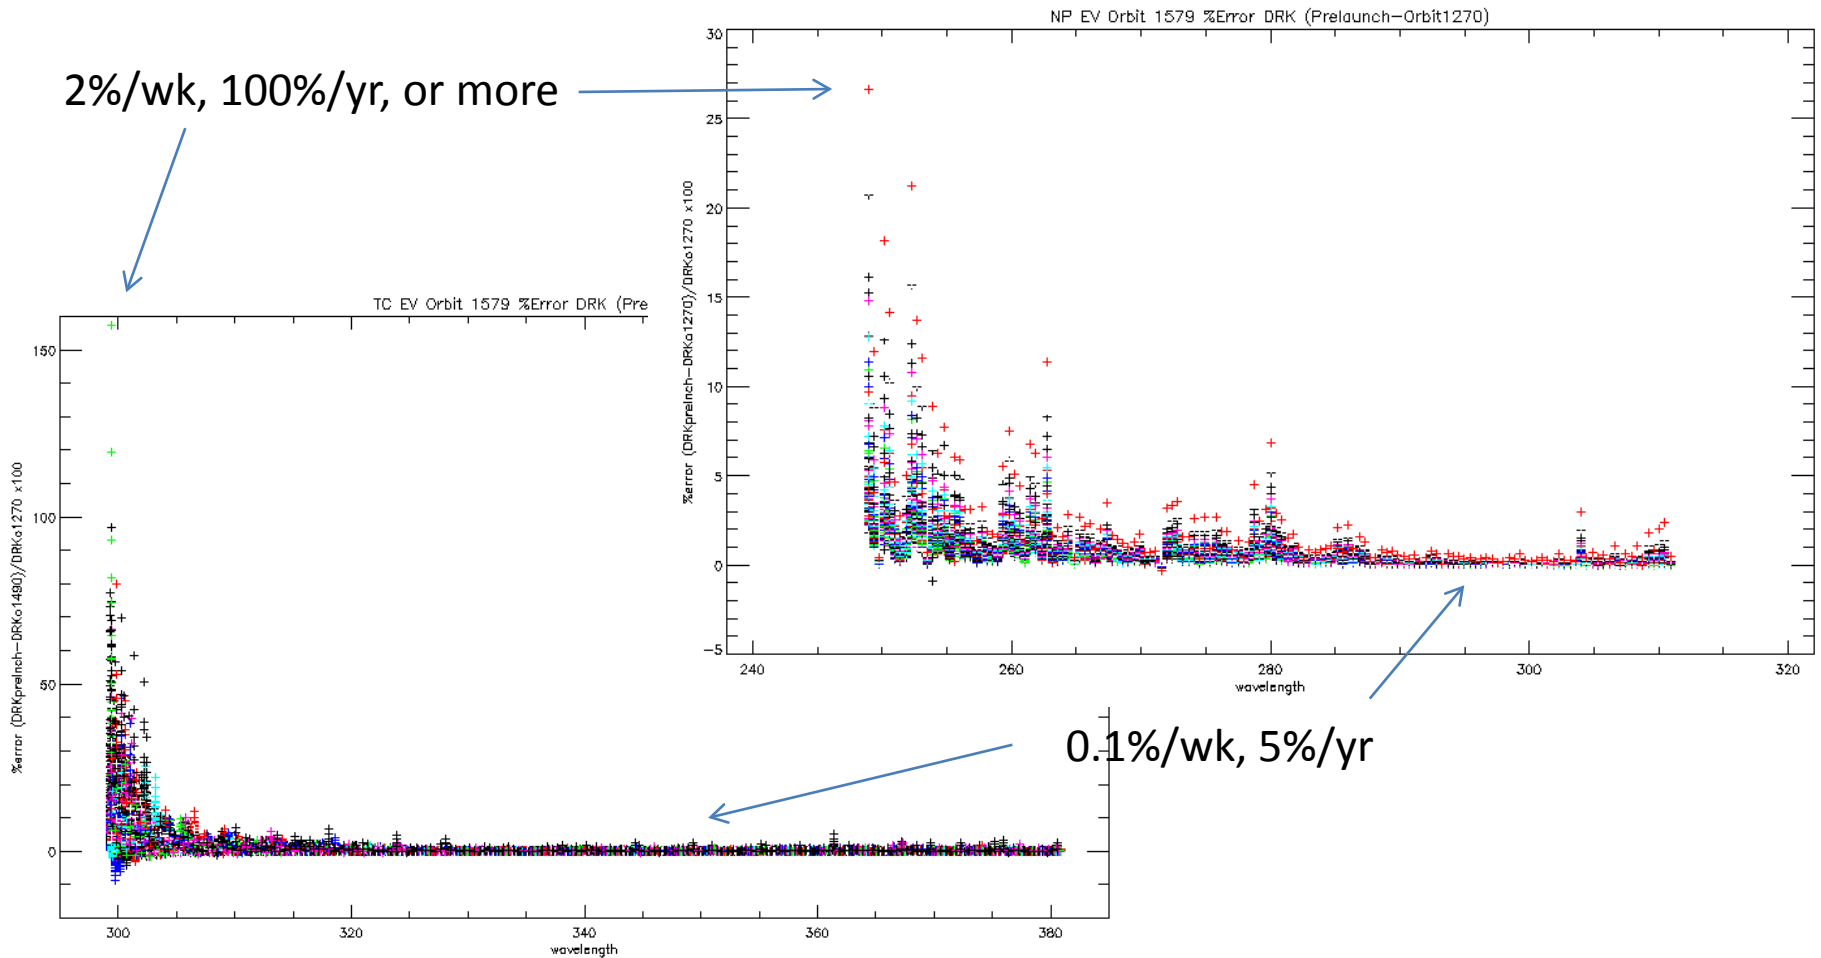 NP EV Orbit 1579 %Error DRK (Prelaunch-Orbit1270)
2%/wk, 100%/yr, or more
30
25
20
15
10
5
0
-5
%error (DRKprelnch-DRKo1270)/DRKo1270 x100
240
260
280
300
320
wavelength
TC EV Orbit 1579 %Error DRK (Pre
150
100
50
0
%error (DRKprelnch-DRKo1490)/DRKo1270 x100
0.1%/wk, 5%/yr
300
320
340
360
380
wavelength